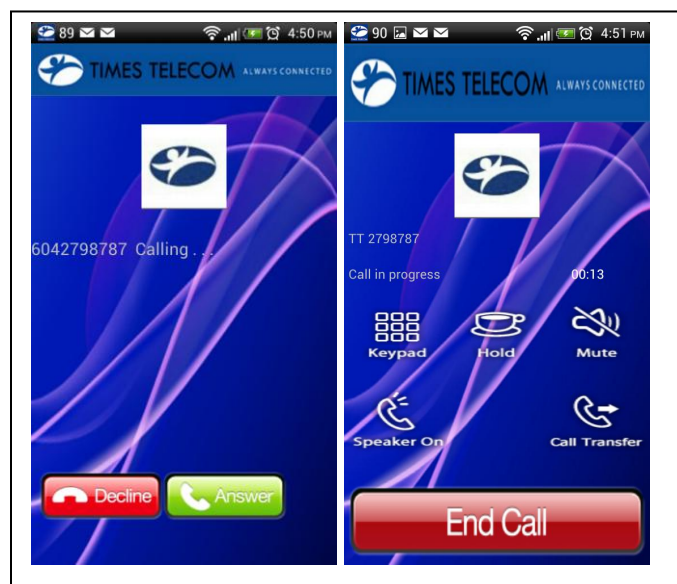 89 4:50 PM
TIMES TELECOM ALWAYS CONNECTED
6042798787 Calling . . .
Decline Answer
90 4:51 PM
TIMES TELECOM ALWAYS CONNECTED
TT 2798787
Call in progress 00:13
Keypad Hold Mute
Speaker On Call Transfer
End Call